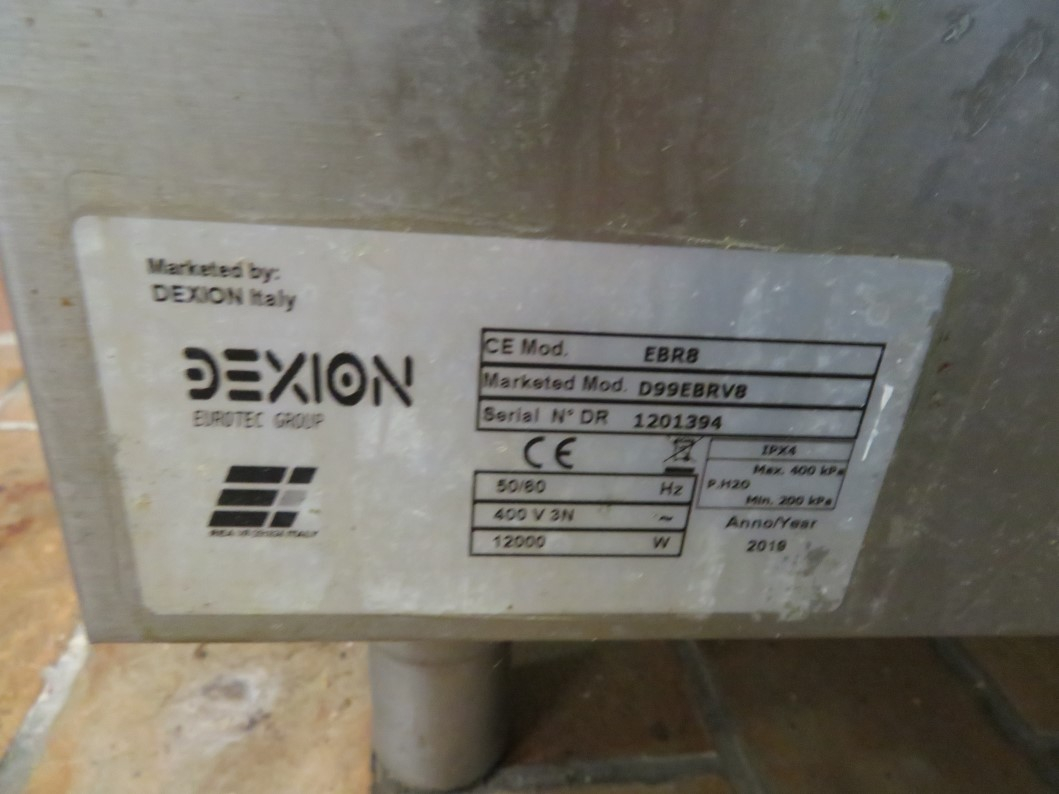 Marketed by:
DEXION Italy
DEXION
EUROTEC GROUP
CE Mod. EBR8
Marketed Mod. D99EBRV8
Serial N° DR 1201394
CE
IPX4
Max. 400 kPa
P.H20
Min. 200 kPa
50/60 Hz
400 V 3N ~
12000 W
Anno/Year
ITALY